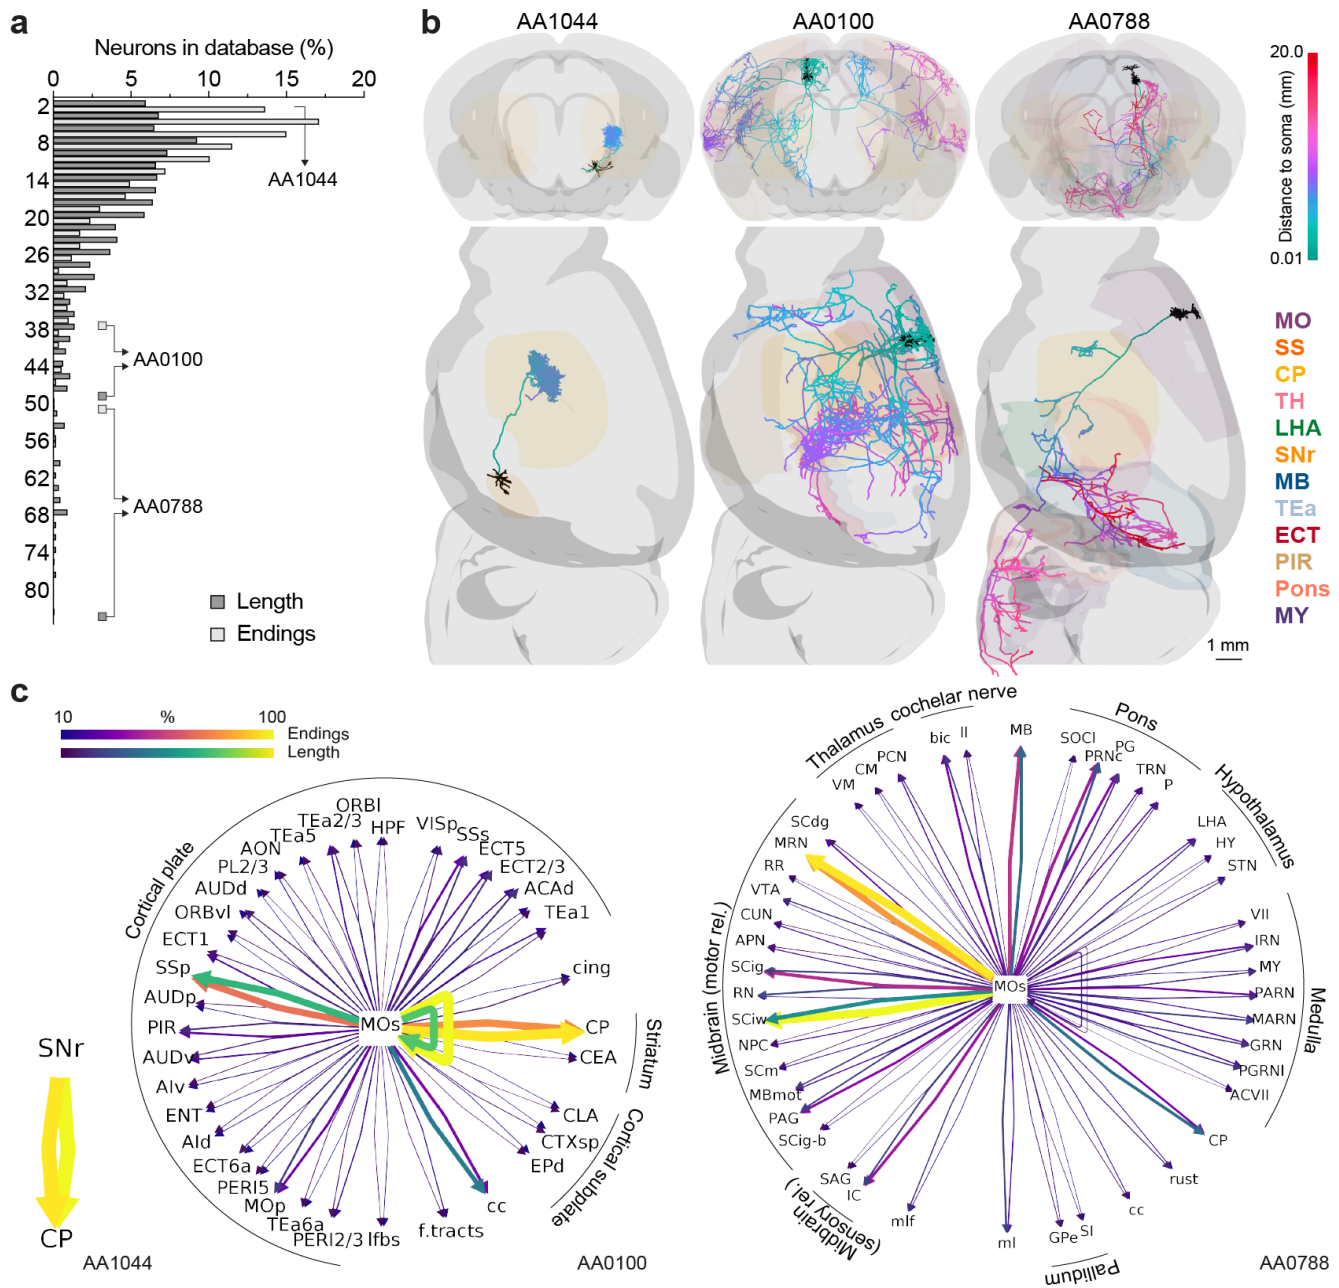 a
Neurons in database (%)
0 5 10 15 20
2
8
14
20
26
32
38
44
50
56
62
68
74
80
AA1044
AA0100
AA0788
Length
Endings
b
AA1044 AA0100 AA0788
20.0
Distance to soma (mm)
0.01
MO
SS
CP
TH
LHA
SNr
MB
TEa
ECT
PIR
Pons
MY
1 mm
c
10 % 100
Endings
Length
SNr
CP
AA1044
Cortical plate
ORBl
TEa2/3
HPF
TEa5
AON
PL2/3
AUDd
ORBvl
ECT1
SSp
AUDp
PIR
AUDv
AIv
ENT
AId
ECT6a
PERI5
MOp
TEa6a
PERI2/3
lfbs
f.tracts
cc
VISp
SSs
ECT5
ECT2/3
ACAd
TEa1
cing
CP
CEA
Striatum
CLA
CTXsp
EPd
Cortical subplate
MOs
AA0100
Thalamus
cochelar nerve
Pons
Hypothalamus
Medulla
Pallidum
Midbrain (sensory rel.)
Midbrain (motor rel.)
VM
CM
PCN
bic
II
MB
SOCl
PRNc
PG
TRN
P
LHA
HY
STN
VII
IRN
MY
PARN
MARN
GRN
PGRNl
ACVII
CP
rust
cc
SI
GPe
ml
mlf
IC
SAG
SCig-b
PAG
MBmot
SCm
NPC
SCiw
RN
SCig
APN
CUN
VTA
RR
MRN
SCdg
MOs
AA0788